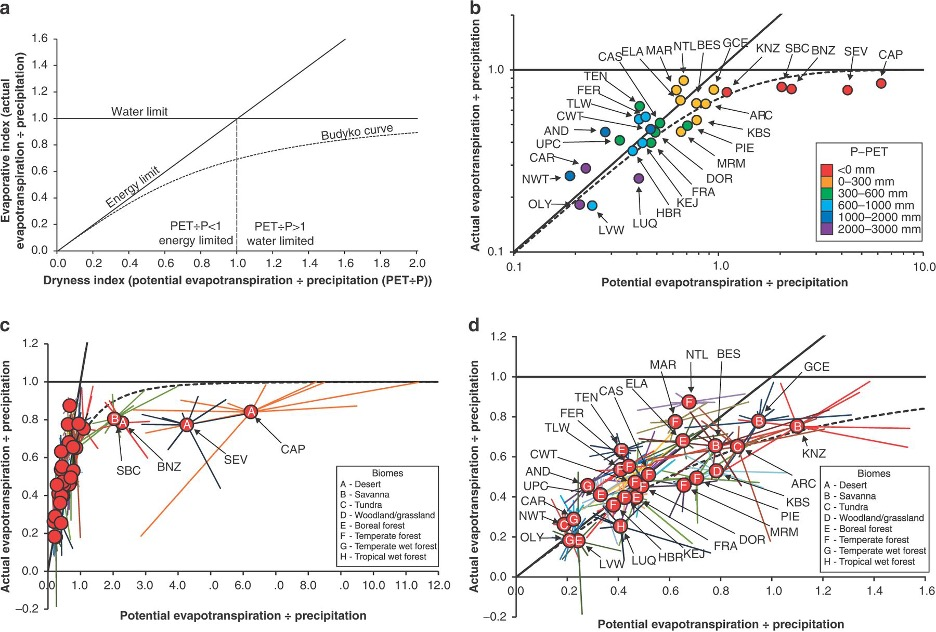 a
Evaporative index (actual
evapotranspiration ÷ precipitation)
1.6
1.4
1.2
1.0
0.8
0.6
0.4
0.2
0.0
Water limit
Energy limit
Budyko curve
PET÷P<1
energy limited
PET÷P>1
water limited
0.0 0.2 0.4 0.6 0.8 1.0 1.2 1.4 1.6 1.8 2.0
Dryness index (potential evapotranspiration ÷ precipitation (PET÷P))
b
Actual evapotranspiration ÷ precipitation
1.0
0.1
CAS
ELA
MAR
NTL
BES
GCE
KNZ
SBC
BNZ
SEV
CAP
TEN
FER
TLW
CWT
AND
UPC
CAR
NWT
OLY
LVW
LUQ
HBR
KEJ
FRA
DOR
MRM
PIE
KBS
ARC
P–PET
<0 mm
0–300 mm
300–600 mm
600–1000 mm
1000–2000 mm
2000–3000 mm
0.1 1.0 10.0
Potential evapotranspiration ÷ precipitation
c
Actual evapotranspiration ÷ precipitation
1.2
1.0
0.8
0.6
0.4
0.2
0.0
−0.2
B
B
A
A
SBC
BNZ
SEV
CAP
Biomes
A - Desert
B - Savanna
C - Tundra
D - Woodland/grassland
E - Boreal forest
F - Temperate forest
G - Temperate wet forest
H - Tropical wet forest
0.0 1.0 2.0 3.0 4.0 .0 6.0 .0 8.0 .0 10.0 .0 12.0
Potential evapotranspiration ÷ precipitation
d
Actual evapotranspiration ÷ precipitation
1.2
1.0
0.8
0.6
0.4
0.2
0.0
−0.2
NTL
MAR
BES
GCE
ELA
CAS
TEN
FER
TLW
CWT
AND
UPC
CAR
NWT
OLY
LVW
LUQ
HBR
KEJ
FRA
DOR
MRM
PIE
KBS
ARC
KNZ
F
F
E
B
B
B
D
F
F
E
G
E
F
F
F
H
C
G
G
E
Biomes
A - Desert
B - Savanna
C - Tundra
D - Woodland/grassland
E - Boreal forest
F - Temperate forest
G - Temperate wet forest
H - Tropical wet forest
0.0 0.2 0.4 0.6 0.8 1.0 1.2 1.4 1.6
Potential evapotranspiration ÷ precipitation